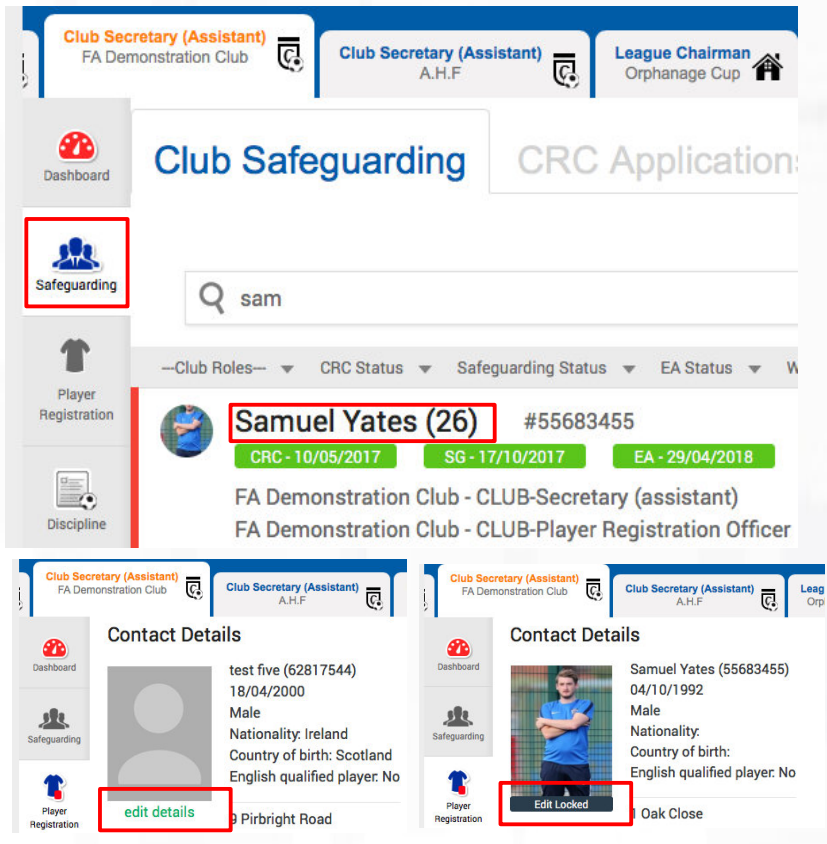 Club Secretary (Assistant)
FA Demonstration Club
Club Secretary (Assistant)
A.H.F
League Chairman
Orphanage Cup
Dashboard
Club Safeguarding
CRC Applications
Safeguarding
sam
---Club Roles--- CRC Status Safeguarding Status EA Status W
Player
Registration
Samuel Yates (26) #55683455
CRC - 10/05/2017 SG - 17/10/2017 EA - 29/04/2018
FA Demonstration Club - CLUB-Secretary (assistant)
FA Demonstration Club - CLUB-Player Registration Officer
Discipline
Club Secretary (Assistant)
FA Demonstration Club
Club Secretary (Assistant)
A.H.F
Dashboard
Safeguarding
Player
Registration
Contact Details
test five (62817544)
18/04/2000
Male
Nationality: Ireland
Country of birth: Scotland
English qualified player: No
edit details
9 Pirbright Road
Club Secretary (Assistant)
FA Demonstration Club
Club Secretary (Assistant)
A.H.F
Leag
Orp
Dashboard
Safeguarding
Player
Registration
Contact Details
Samuel Yates (55683455)
04/10/1992
Male
Nationality:
Country of birth:
English qualified player: No
Edit Locked
Oak Close